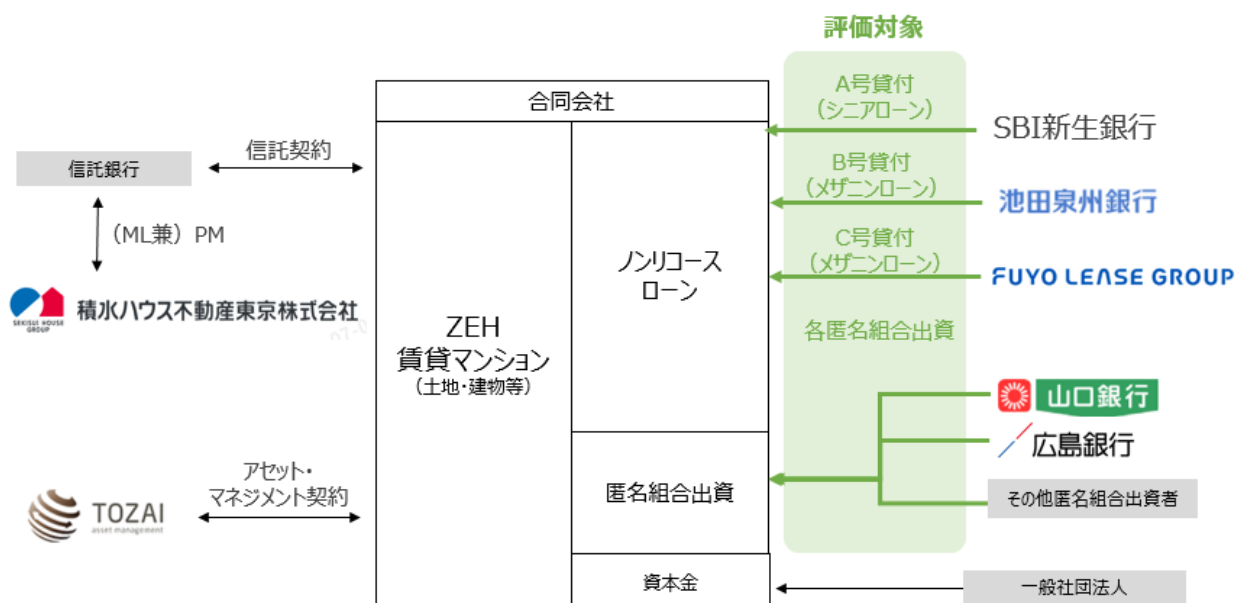 評価対象
合同会社
A号貸付
(シニアローン)
SBI新生銀行
信託銀行
信託契約
B号貸付
(メザニンローン)
池田泉州銀行
(ML兼) PM
C号貸付
(メザニンローン)
FUYO LEASE GROUP
ノンリコース
ローン
SEKISUI HOUSE
GROUP
積水ハウス不動産東京株式会社
ZEH
賃貸マンション
(土地・建物等)
各匿名組合出資
山口銀行
広島銀行
アセット・
マネジメント契約
TOZAI
asset management
匿名組合出資
その他匿名組合出資者
資本金
一般社団法人